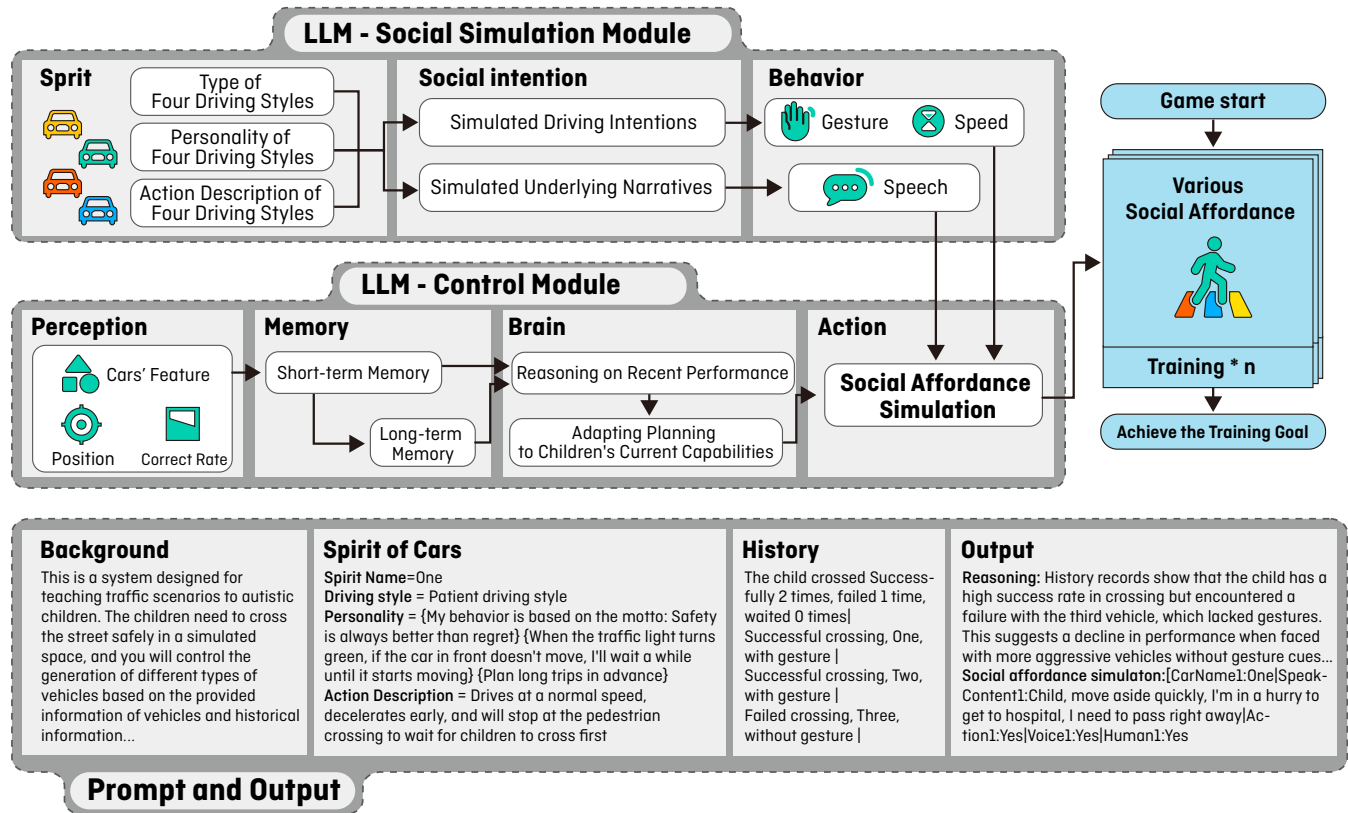 LLM - Social Simulation Module
Sprit
Type of
Four Driving Styles
Personality of
Four Driving Styles
Action Description of
Four Driving Styles
Social intention
Simulated Driving Intentions
Simulated Underlying Narratives
Behavior
Gesture
Speed
Speech
Game start
Various
Social Affordance
Training * n
Achieve the Training Goal
LLM - Control Module
Perception
Cars' Feature
Position
Correct Rate
Memory
Short-term Memory
Long-term
Memory
Brain
Reasoning on Recent Performance
Adapting Planning
to Children's Current Capabilities
Action
Social Affordance
Simulation
Background
This is a system designed for
teaching traffic scenarios to autistic
children. The children need to cross
the street safely in a simulated
space, and you will control the
generation of different types of
vehicles based on the provided
information of vehicles and historical
information...
Spirit of Cars
Spirit Name=One
Driving style = Patient driving style
Personality = {My behavior is based on the motto: Safety
is always better than regret} {When the traffic light turns
green, if the car in front doesn't move, I'll wait a while
until it starts moving} {Plan long trips in advance}
Action Description = Drives at a normal speed,
decelerates early, and will stop at the pedestrian
crossing to wait for children to cross first
History
The child crossed Success-
fully 2 times, failed 1 time,
waited 0 times|
Successful crossing, One,
with gesture |
Successful crossing, Two,
with gesture |
Failed crossing, Three,
without gesture |
Output
Reasoning: History records show that the child has a
high success rate in crossing but encountered a
failure with the third vehicle, which lacked gestures.
This suggests a decline in performance when faced
with more aggressive vehicles without gesture cues...
Social affordance simulaton:[CarName1:One|Speak-
Content1:Child, move aside quickly, I'm in a hurry to
get to hospital, I need to pass right away|Ac-
tion1:Yes|Voice1:Yes|Human1:Yes
Prompt and Output